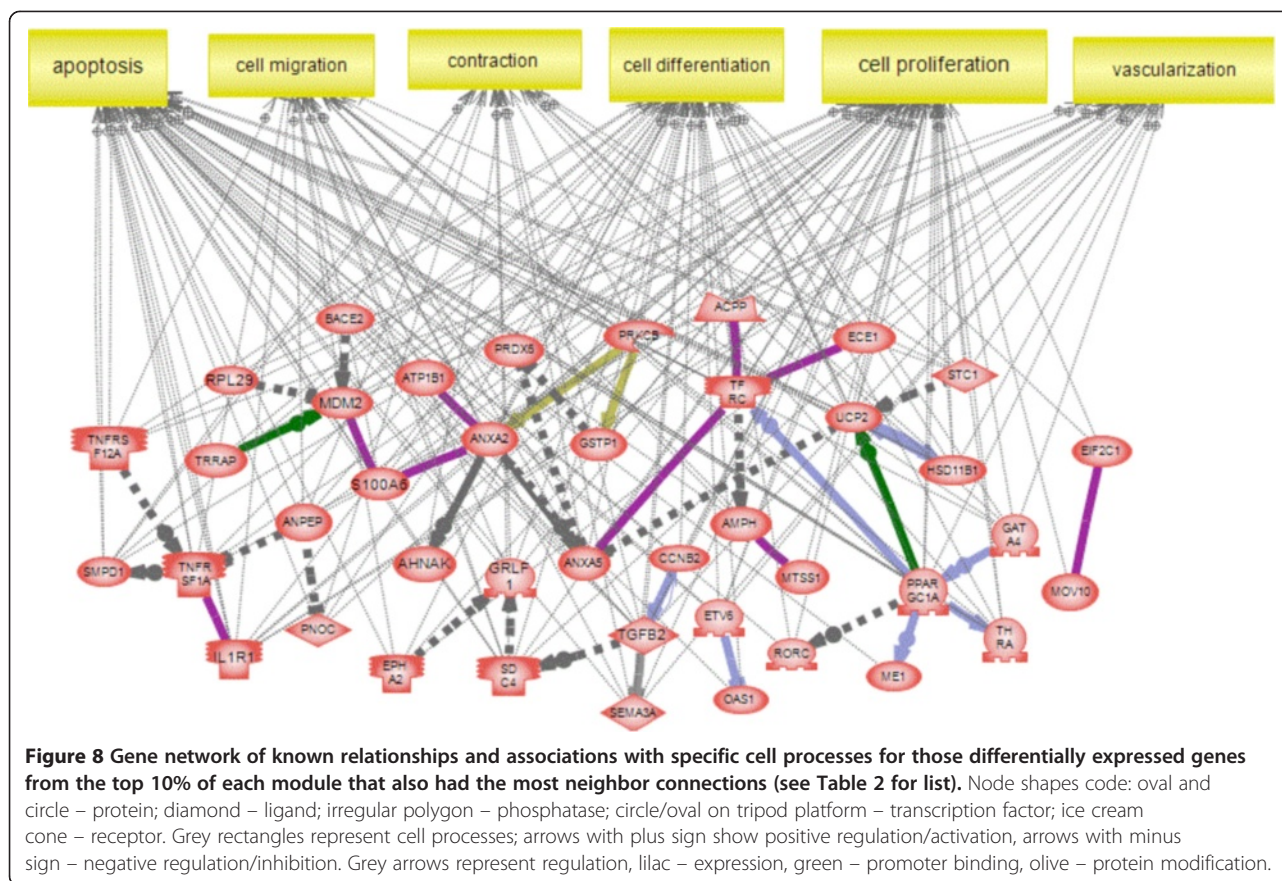 apoptosis
cell migration
contraction
cell differentiation
cell proliferation
vascularization
ACPP
BACE2
PRKCB
ECE1
PRDX6
STC1
RPL29
ATP1B1
TF
RC
MDM2
UCP2
TNFRS
F12A
ANXA2
GSTP1
EIF2C1
TRRAP
HSD11B1
S100A6
ANPEP
AMPH
GAT
A4
SMPD1
TNFR
SF1A
AHNAK
GRLF
1
ANXA5
CCNB2
MTSS1
PPAR
GC1A
MOV10
PNOC
ETV6
TGFB2
TH
RA
IL1R1
EPH
A2
SD
C4
RORC
ME1
OAS1
SEMA3A
Figure 8 Gene network of known relationships and associations with specific cell processes for those differentially expressed genes
from the top 10% of each module that also had the most neighbor connections (see Table 2 for list). Node shapes code: oval and
circle – protein; diamond – ligand; irregular polygon – phosphatase; circle/oval on tripod platform – transcription factor; ice cream
cone – receptor. Grey rectangles represent cell processes; arrows with plus sign show positive regulation/activation, arrows with minus
sign – negative regulation/inhibition. Grey arrows represent regulation, lilac – expression, green – promoter binding, olive – protein modification.